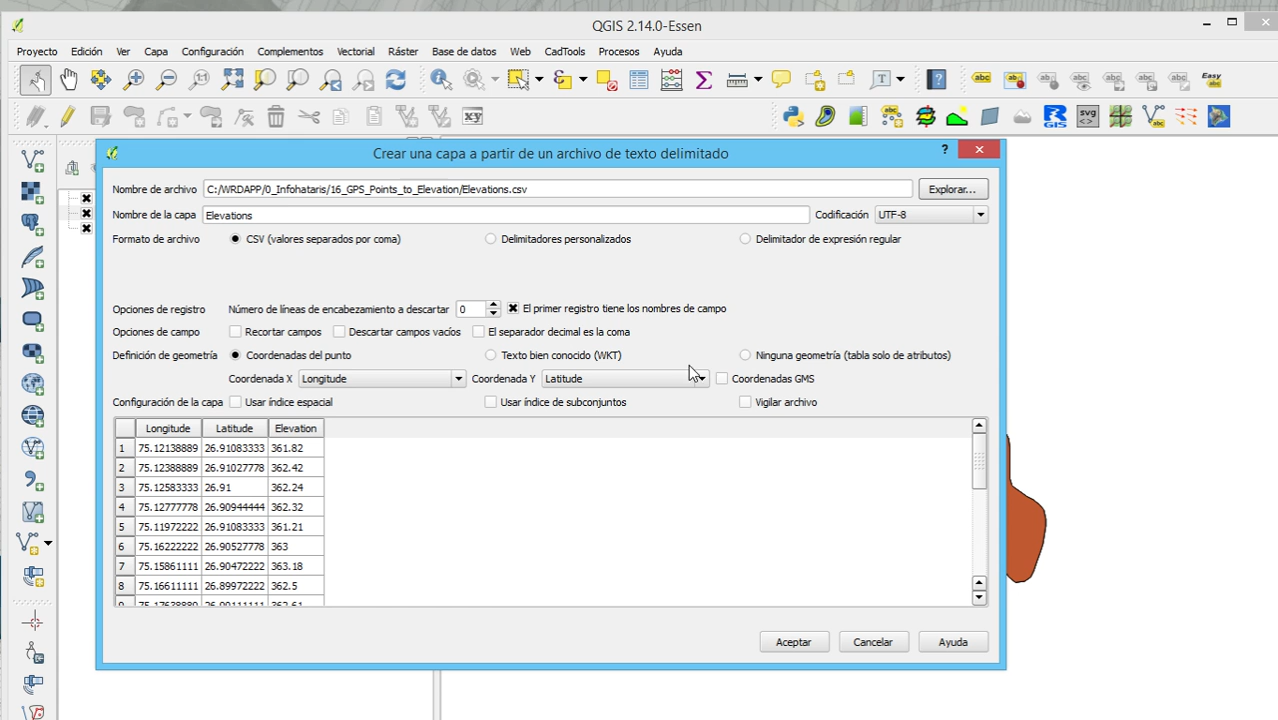 QGIS 2.14.0-Essen
Proyecto Edición Ver Capa Configuración Complementos Vectorial Ráster Base de datos Web CadTools Procesos Ayuda
Crear una capa a partir de un archivo de texto delimitado
Nombre de archivo C:/WRDAPP/0_Infohataris/16_GPS_Points_to_Elevation/Elevations.csv Explorar...
Nombre de la capa Elevations Codificación UTF-8
Formato de archivo CSV (valores separados por coma) Delimitadores personalizados Delimitador de expresión regular
Opciones de registro Número de líneas de encabezamiento a descartar 0 El primer registro tiene los nombres de campo
Opciones de campo Recortar campos Descartar campos vacíos El separador decimal es la coma
Definición de geometría Coordenadas del punto Texto bien conocido (WKT) Ninguna geometría (tabla solo de atributos)
Coordenada X Longitude Coordenada Y Latitude Coordenadas GMS
Configuración de la capa Usar índice espacial Usar índice de subconjuntos Vigilar archivo
Longitude Latitude Elevation
1 75.12138889 26.91083333 361.82
2 75.12388889 26.91027778 362.42
3 75.12583333 26.91 362.24
4 75.12777778 26.90944444 362.32
5 75.11972222 26.91083333 361.21
6 75.16222222 26.90527778 363
7 75.15861111 26.90472222 363.18
8 75.16611111 26.89972222 362.5
Aceptar Cancelar Ayuda